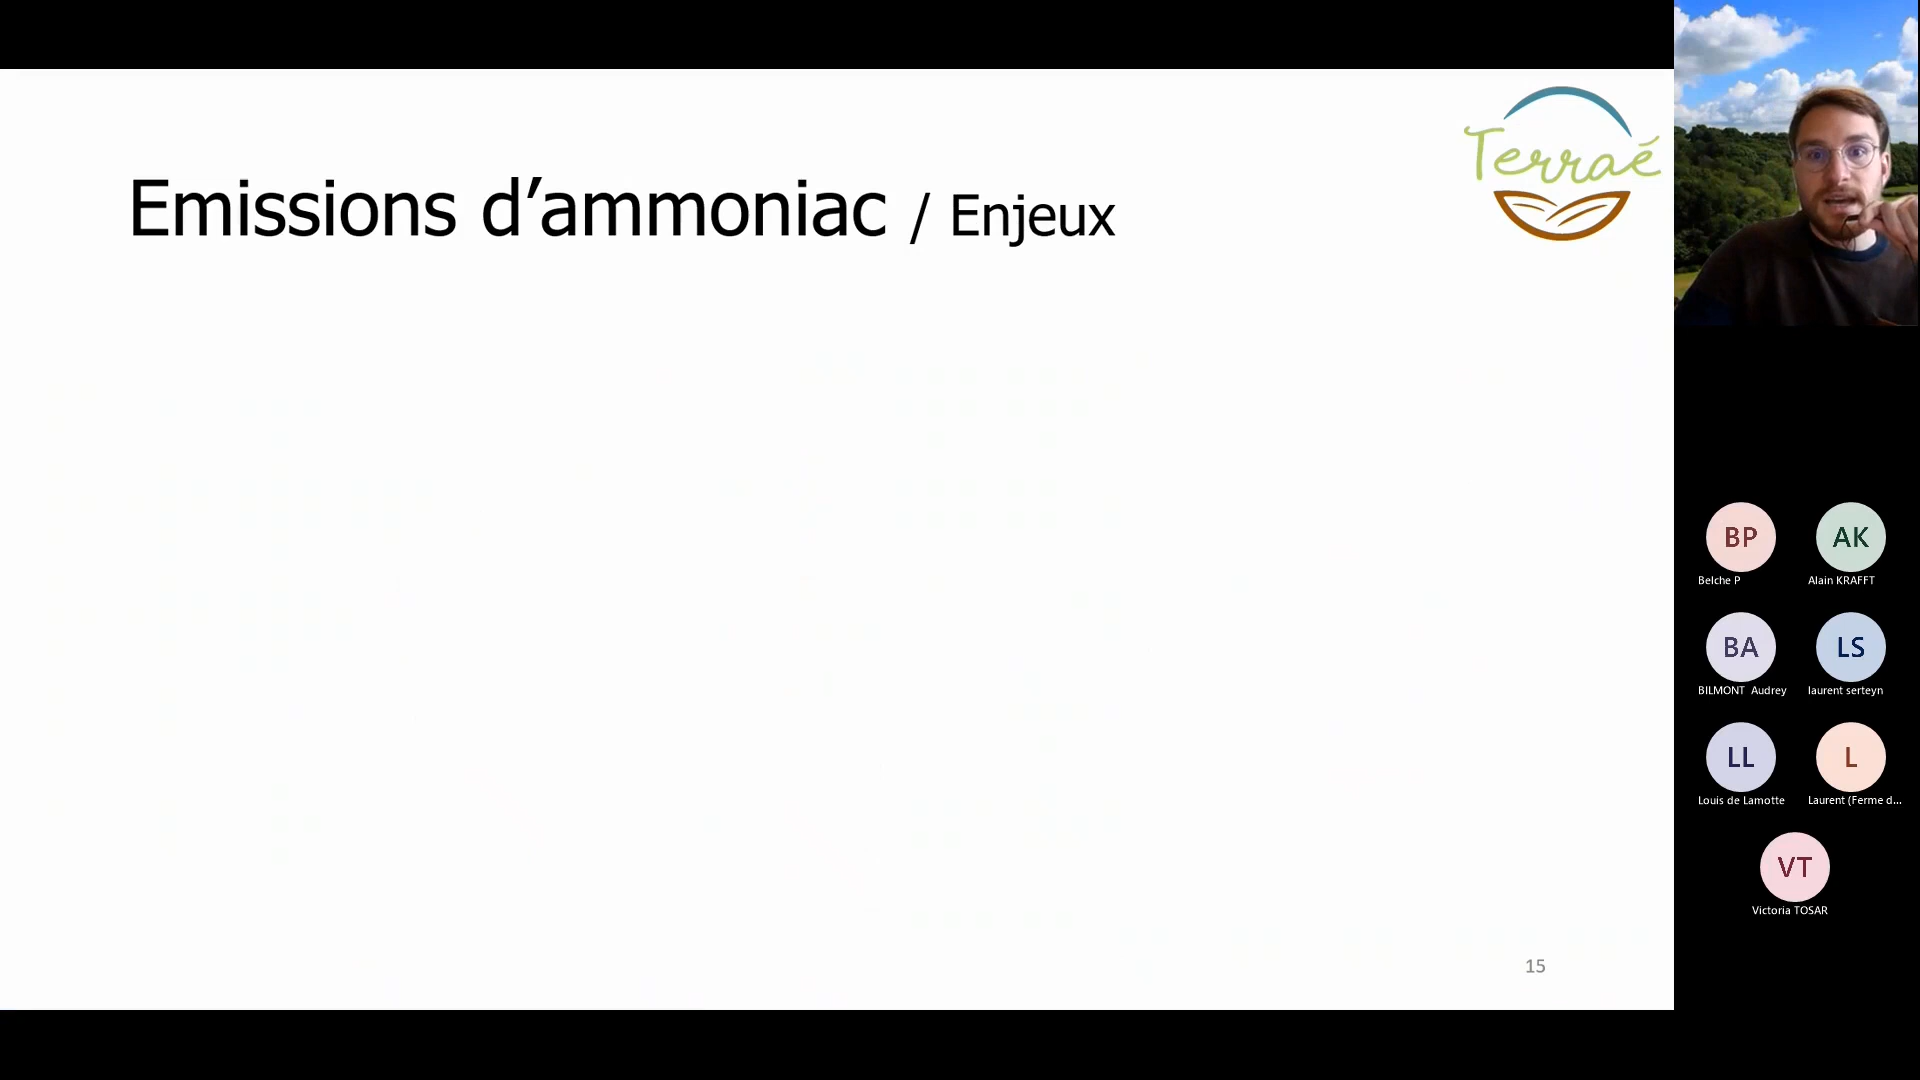 Terraé
Emissions d’ammoniac / Enjeux
15
BP
Belche P
AK
Alain KRAFFT
BA
BILMONT Audrey
LS
laurent serteyn
LL
Louis de Lamotte
L
Laurent (Ferme d...
VT
Victoria TOSAR